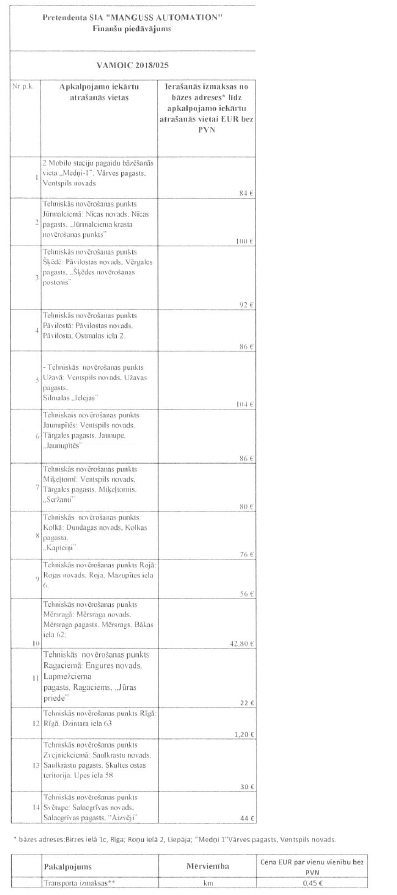 Pretendenta SIA "MANGUSS AUTOMATION"
Finanšu piedāvājums
VAMOIC 2018/025
Nr.p.k.
Apkalpojamo iekārtu
atrašanās vietas
Ierašanās izmaksas no
bāzes adreses* līdz
apkalpojamo iekārtu
atrašanās vietai EUR bez
PVN
1
2 Mobilo staciju pagaidu bāzēšanās
vieta „Medņi-1", Vārves pagasts,
Ventspils novads
84 €
2
Tehniskās novērošanas punkts
Jūrmalciemā: Nīcas novads, Nīcas
pagasts, „Jūrmalciema krasta
novērošanas punkts"
100 €
3
Tehniskās novērošanas punkts
Šķēdē: Pāvilostas novads, Vērgales
pagasts, „Šķēdes novērošanas
postenis"
92 €
4
Tehniskās novērošanas punkts
Pāvilostā: Pāvilostas novads,
Pāvilosta, Ostmalas iela 2
86 €
5
- Tehniskās novērošanas punkts
Užavā: Ventspils novads, Užavas
pagasts,
Sīlmalas „Ielejas"
104 €
6
Tehniskais novērošanas punkts
Jaunupītēs: Ventspils novads,
Tārgales pagasts, Jaunupe,
„Jaunupītēs"
86 €
7
Tehniskās novērošanas punkts
Miķeļtornī: Ventspils novads,
Tārgales pagasts, Miķeļtornis,
„Seržanti"
80 €
8
Tehniskās novērošanas punkts
Kolkā: Dundagas novads, Kolkas
pagasts,
„Kapteiņi"
76 €
9
Tehniskās novērošanas punkts Rojā:
Rojas novads, Roja, Mazupītes iela
6.
56 €
10
Tehniskās novērošanas punkts
Mērsragā: Mērsraga novads,
Mērsraga pagasts, Mērsrags, Bākas
iela 62;
42,80 €
11
Tehniskās novērošanas punkts
Ragaciemā: Engures novads,
Lapmežciema
pagasts, Ragaciems, „Jūras
priede"
22 €
12
Tehniskās novērošanas punkts Rīgā:
Rīgā, Dzintara ielā 63
1,20 €
13
Tehniskās novērošanas punkts
Zvejniekciemā: Saulkrastu novads,
Saulkrastu pagasts, Skultes ostas
teritorija, Upes iela 58
30 €
14
Tehniskās novērošanas punkts
Svētupe: Salacgrīvas novads,
Salacgrīvas pagasts, "Aizvēji"
44 €
* bāzes adreses:Birzes ielā 1c, Rīga; Roņu ielā 2, Liepāja; "Medņi 1"Vārves pagasts, Ventspils novads.
Pakalpojums
Mērvienība
Cena EUR par vienu vienību bez
PVN
Transporta izmaksas**
km
0,45 €